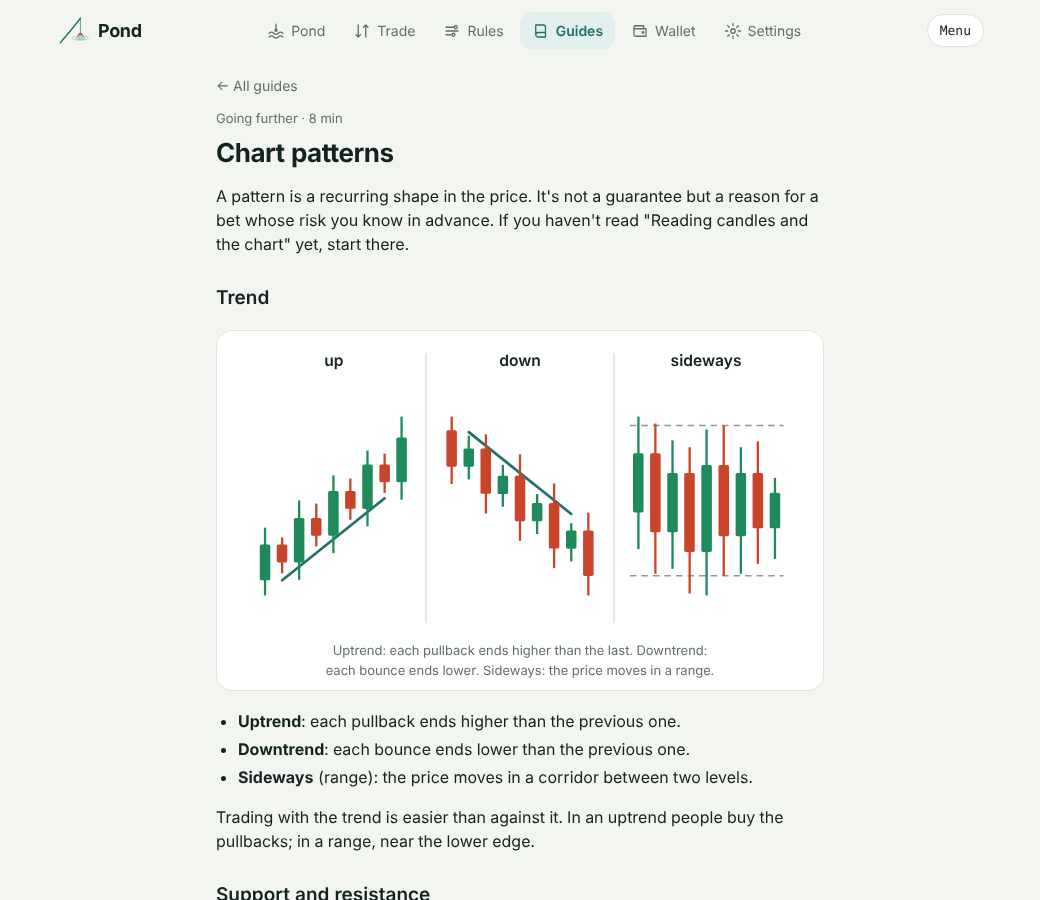 Pond
Pond
Trade
Rules
Guides
Wallet
Settings
Menu
← All guides
Going further · 8 min
Chart patterns
A pattern is a recurring shape in the price. It's not a guarantee but a reason for a
bet whose risk you know in advance. If you haven't read "Reading candles and
the chart" yet, start there.
Trend
up
down
sideways
Uptrend: each pullback ends higher than the last. Downtrend:
each bounce ends lower. Sideways: the price moves in a range.
• Uptrend: each pullback ends higher than the previous one.
• Downtrend: each bounce ends lower than the previous one.
• Sideways (range): the price moves in a corridor between two levels.
Trading with the trend is easier than against it. In an uptrend people buy the
pullbacks; in a range, near the lower edge.
Support and resistance